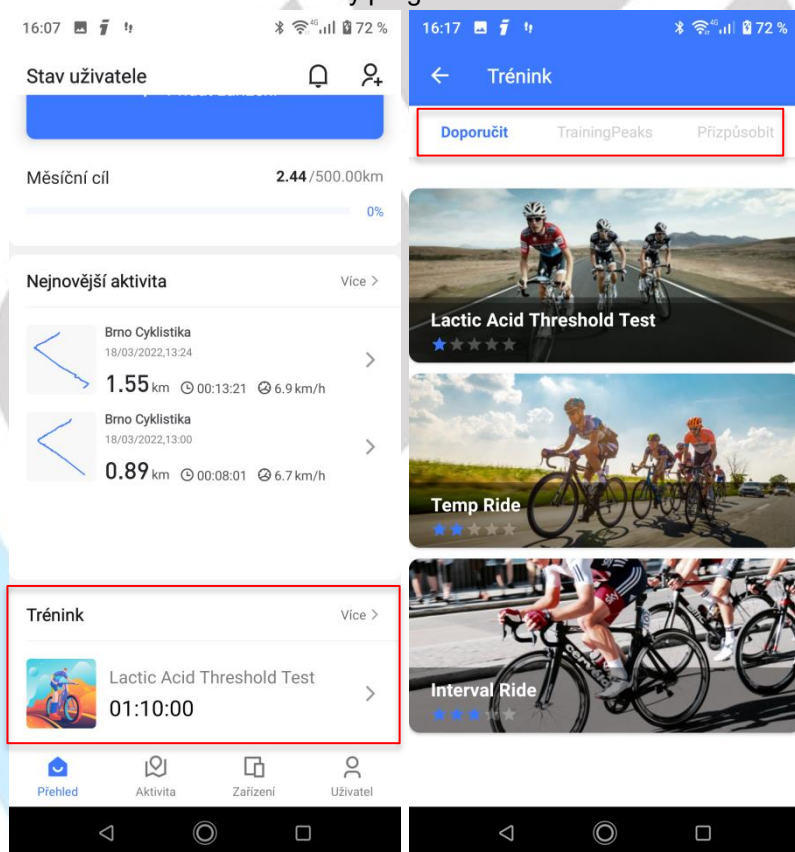 16:07 4G 72 %
Stav uživatele
Měsíční cíl 2.44/500.00km
0%
Nejnovější aktivita Více >
Brno Cyklistika
18/03/2022,13:24
1.55 km 00:13:21 6.9 km/h
Brno Cyklistika
18/03/2022,13:00
0.89 km 00:08:01 6.7 km/h
Trénink Více >
Lactic Acid Threshold Test
01:10:00
Přehled Aktivita Zařízení Uživatel
16:17 4G 72 %
Trénink
Doporučit TrainingPeaks Přizpůsobit
Lactic Acid Threshold Test
Temp Ride
Interval Ride
cervélo